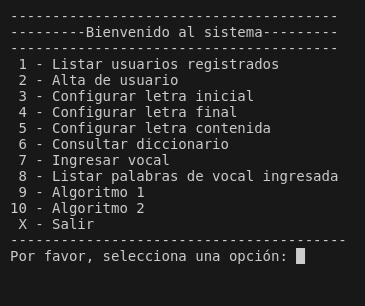 ---------------------------------------
---------Bienvenido al sistema---------
---------------------------------------
 1 - Listar usuarios registrados
 2 - Alta de usuario
 3 - Configurar letra inicial
 4 - Configurar letra final
 5 - Configurar letra contenida
 6 - Consultar diccionario
 7 - Ingresar vocal
 8 - Listar palabras de vocal ingresada
 9 - Algoritmo 1
10 - Algoritmo 2
 X - Salir
----------------------------------------
Por favor, selecciona una opción: